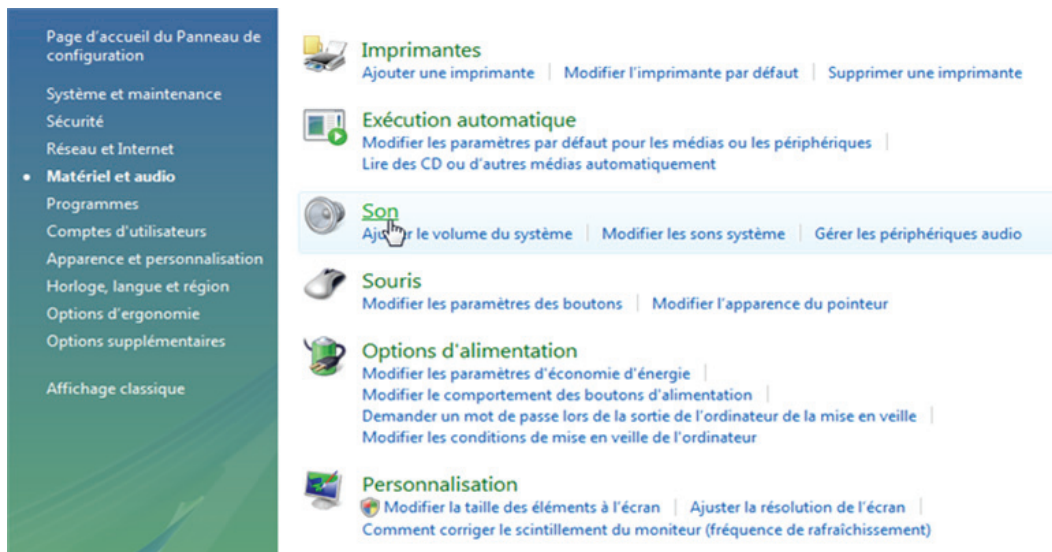 Page d'accueil du Panneau de
configuration
Système et maintenance
Sécurité
Réseau et Internet
Matériel et audio
Programmes
Comptes d'utilisateurs
Apparence et personnalisation
Horloge, langue et région
Options d'ergonomie
Options supplémentaires
Affichage classique
Imprimantes
Ajouter une imprimante | Modifier l'imprimante par défaut | Supprimer une imprimante
Exécution automatique
Modifier les paramètres par défaut pour les médias ou les périphériques |
Lire des CD ou d'autres médias automatiquement
Son
Ajuster le volume du système | Modifier les sons système | Gérer les périphériques audio
Souris
Modifier les paramètres des boutons | Modifier l'apparence du pointeur
Options d'alimentation
Modifier les paramètres d'économie d'énergie |
Modifier le comportement des boutons d'alimentation |
Demander un mot de passe lors de la sortie de l'ordinateur de la mise en veille |
Modifier les conditions de mise en veille de l'ordinateur
Personnalisation
Modifier la taille des éléments à l'écran | Ajuster la résolution de l'écran |
Comment corriger le scintillement du moniteur (fréquence de rafraîchissement)